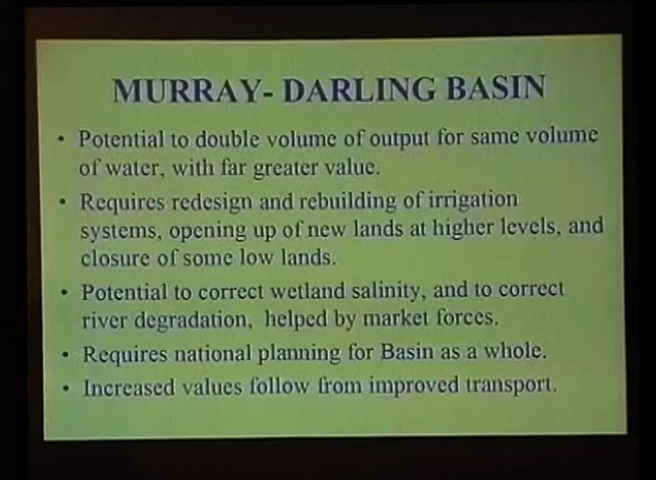 MURRAY- DARLING BASIN
• Potential to double volume of output for same volume
of water, with far greater value.
• Requires redesign and rebuilding of irrigation
systems, opening up of new lands at higher levels, and
closure of some low lands.
• Potential to correct wetland salinity, and to correct
river degradation, helped by market forces.
• Requires national planning for Basin as a whole.
• Increased values follow from improved transport.